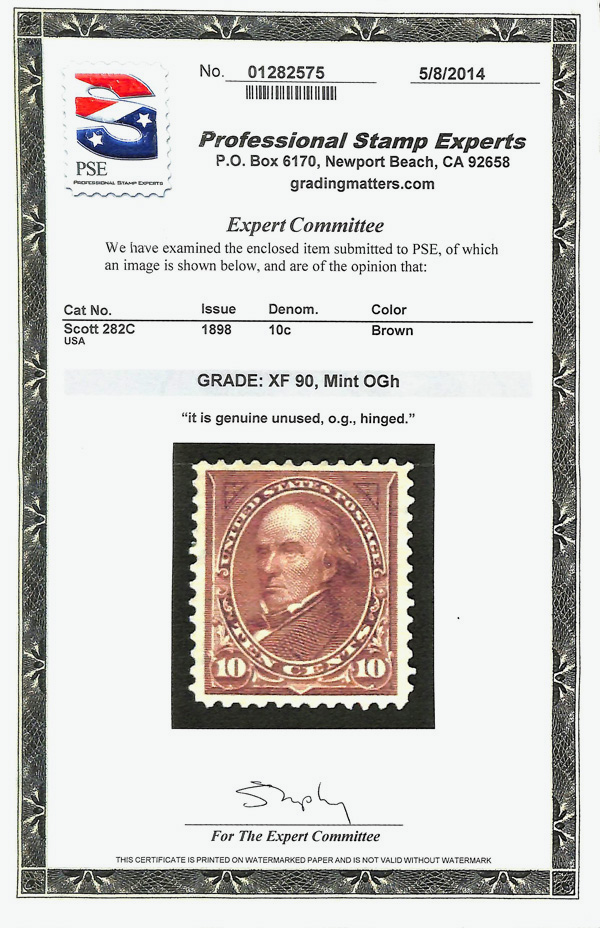 No. 01282575 5/8/2014
PSE
PROFESSIONAL STAMP EXPERTS
Professional Stamp Experts
P.O. Box 6170, Newport Beach, CA 92658
gradingmatters.com
Expert Committee
We have examined the enclosed item submitted to PSE, of which
an image is shown below, and are of the opinion that:
Cat No. Issue Denom. Color
Scott 282C 1898 10c Brown
USA
GRADE: XF 90, Mint OGh
“it is genuine unused, o.g., hinged.”
UNITED STATES POSTAGE
TEN CENTS
10 10
For The Expert Committee
THIS CERTIFICATE IS PRINTED ON WATERMARKED PAPER AND IS NOT VALID WITHOUT WATERMARK